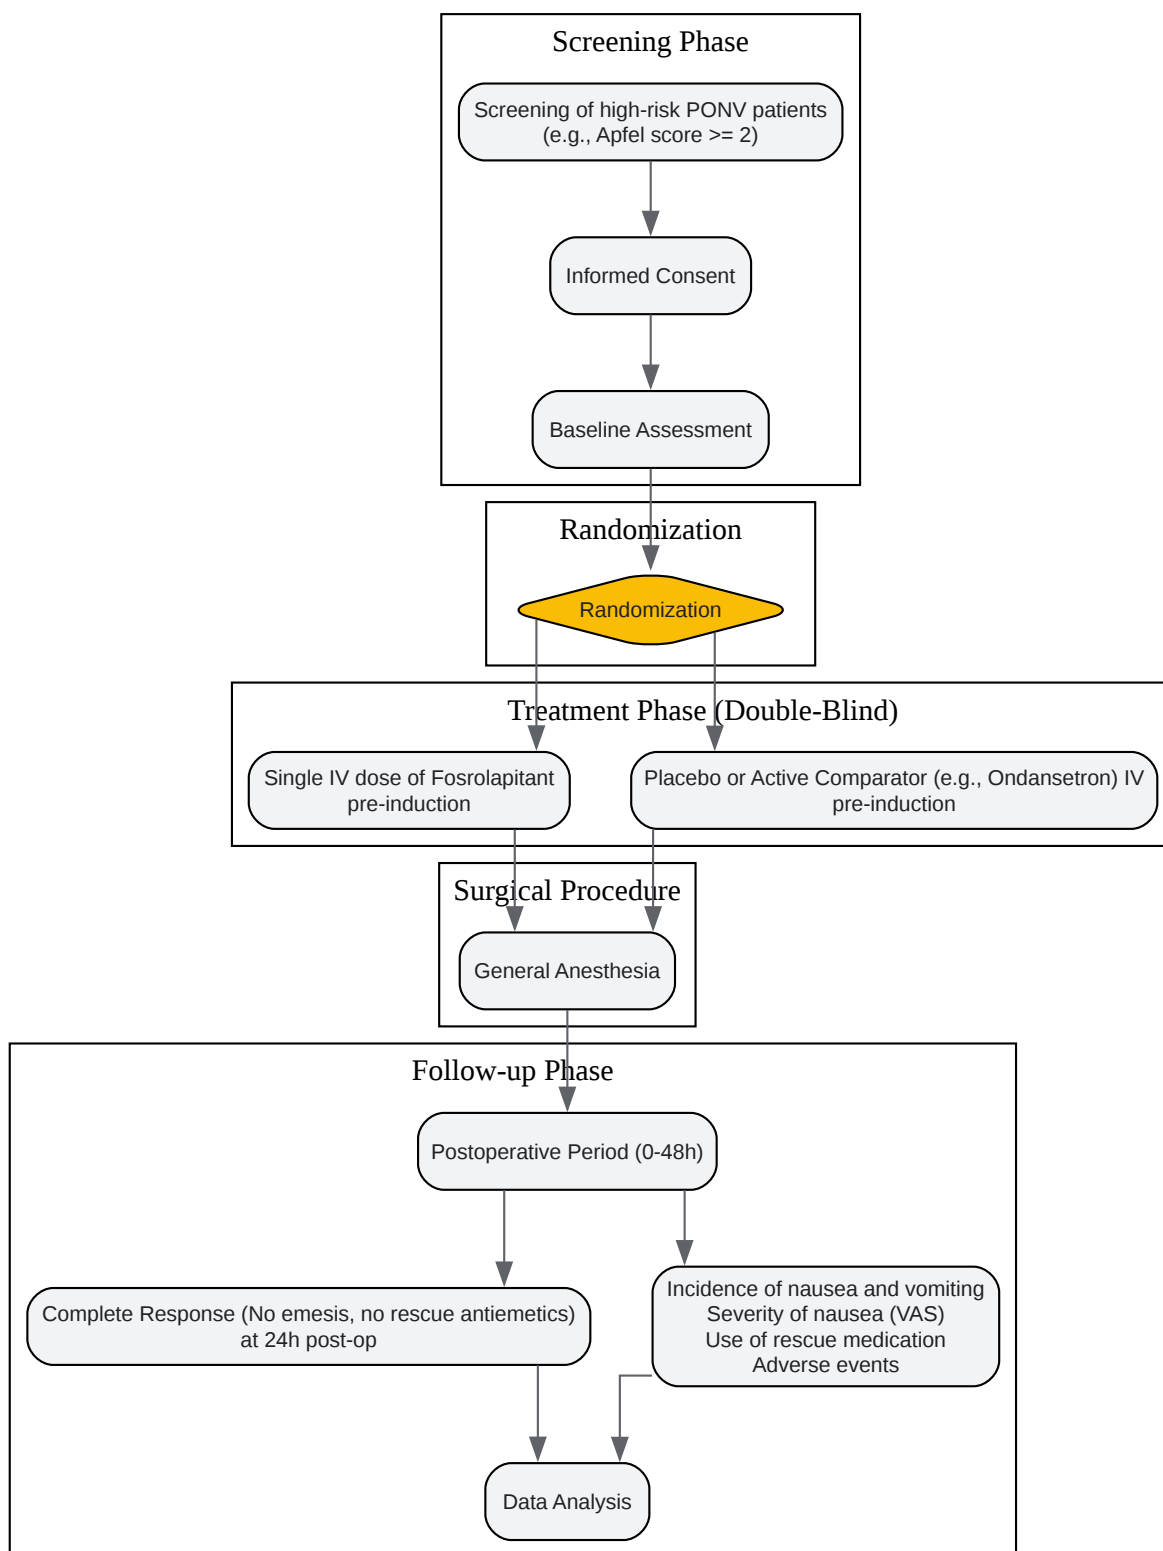 Screening Phase
Screening of high-risk PONV patients
(e.g., Apfel score >= 2)
Informed Consent
Baseline Assessment
Randomization
Randomization
Treatment Phase (Double-Blind)
Single IV dose of Fosrolapitant
pre-induction
Placebo or Active Comparator (e.g., Ondansetron) IV
pre-induction
Surgical Procedure
General Anesthesia
Follow-up Phase
Postoperative Period (0-48h)
Complete Response (No emesis, no rescue antiemetics)
at 24h post-op
Incidence of nausea and vomiting
Severity of nausea (VAS)
Use of rescue medication
Adverse events
Data Analysis